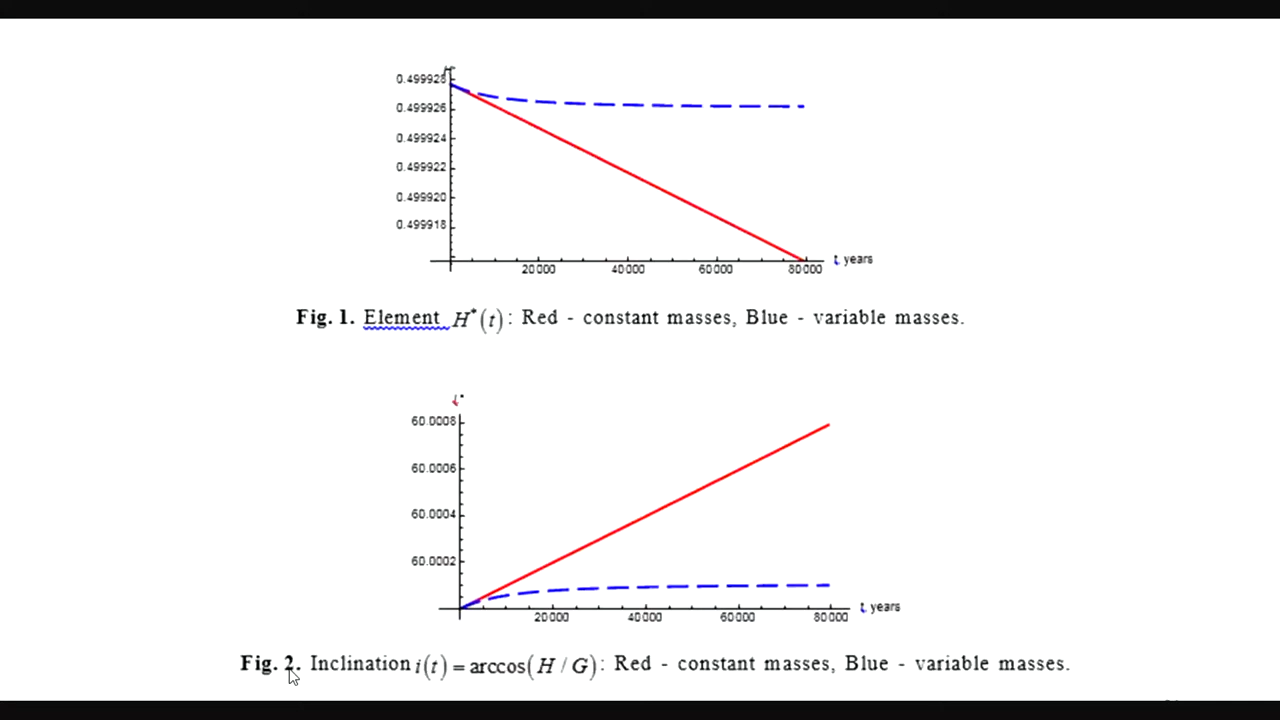 0.499928
0.499926
0.499924
0.499922
0.499920
0.499918
20000 40000 60000 80000 t, years
Fig. 1. Element H*(t): Red - constant masses, Blue - variable masses.
60.0008
60.0006
60.0004
60.0002
20000 40000 60000 80000 t, years
Fig. 2. Inclination i(t) = arccos(H / G): Red - constant masses, Blue - variable masses.